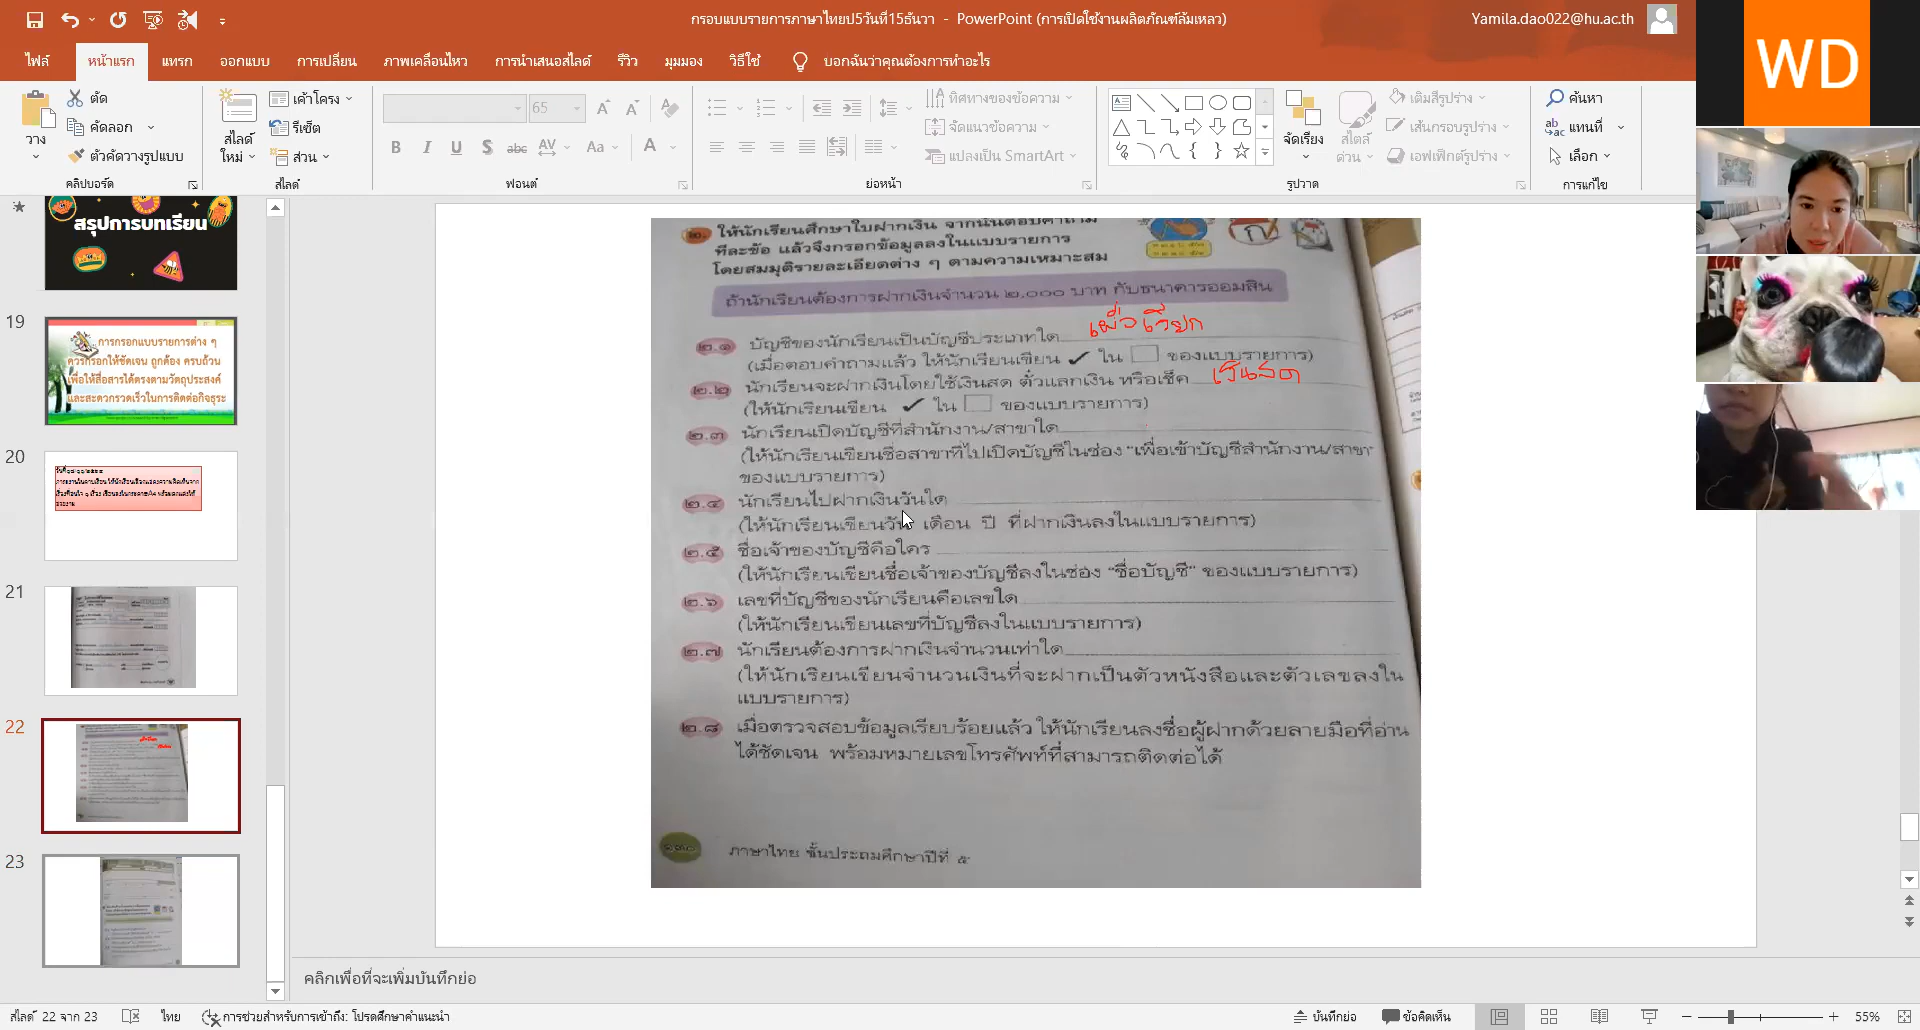 กรอบแบบรายการภาษาไทยป5วันที่15ธันวา - PowerPoint (การเปิดใช้งานผลิตภัณฑ์ล้มเหลว)
Yamila.dao022@hu.ac.th
ไฟล์ หน้าแรก แทรก ออกแบบ การเปลี่ยน ภาพเคลื่อนไหว การนำเสนอสไลด์ รีวิว มุมมอง วิธีใช้ บอกฉันว่าคุณต้องการทำอะไร
WD
วาง
ตัด
คัดลอก
ตัวคัดวางรูปแบบ
คลิปบอร์ด
สไลด์
ใหม่
เค้าโครง
รีเซ็ต
ส่วน
สไลด์
65
B I U S abc AV Aa A
ฟอนต์
ทิศทางของข้อความ
จัดแนวข้อความ
แปลงเป็น SmartArt
ย่อหน้า
จัดเรียง
สไตล์
ด่วน
เติมสีรูปร่าง
เส้นกรอบรูปร่าง
เอฟเฟ็กต์รูปร่าง
รูปวาด
ค้นหา
แทนที่
เลือก
การแก้ไข
สรุปการบทเรียน
19
การกรอกแบบรายการต่าง ๆ
ควรกรอกให้ชัดเจน ถูกต้อง ครบถ้วน
เพื่อให้สื่อสารได้ตรงตามวัตถุประสงค์
และสะดวกรวดเร็วในการติดต่อกิจธุระ
20
21
22
23
๒. ให้นักเรียนศึกษาใบฝากเงิน จากนั้นตอบคำถาม
ทีละข้อ แล้วจึงกรอกข้อมูลลงในแบบรายการ
โดยสมมุติรายละเอียดต่าง ๆ ตามความเหมาะสม
ถ้านักเรียนต้องการฝากเงินจำนวน ๒,๐๐๐ บาท กับธนาคารออมสิน
๒.๑ บัญชีของนักเรียนเป็นบัญชีประเภทใด เผื่อเรียก
(เมื่อตอบคำถามแล้ว ให้นักเรียนเขียน ✓ ใน ☐ ของแบบรายการ)
๒.๒ นักเรียนจะฝากเงินโดยใช้เงินสด ตั๋วแลกเงิน หรือเช็ค เงินสด
(ให้นักเรียนเขียน ✓ ใน ☐ ของแบบรายการ)
๒.๓ นักเรียนเปิดบัญชีที่สำนักงาน/สาขาใด
(ให้นักเรียนเขียนชื่อสาขาที่ไปเปิดบัญชีในช่อง "เพื่อเข้าบัญชีสำนักงาน/สาขา"
ของแบบรายการ)
๒.๔ นักเรียนไปฝากเงินวันใด
(ให้นักเรียนเขียนวัน เดือน ปี ที่ฝากเงินลงในแบบรายการ)
๒.๕ ชื่อเจ้าของบัญชีคือใคร
(ให้นักเรียนเขียนชื่อเจ้าของบัญชีลงในช่อง "ชื่อบัญชี" ของแบบรายการ)
๒.๖ เลขที่บัญชีของนักเรียนคือเลขใด
(ให้นักเรียนเขียนเลขที่บัญชีลงในแบบรายการ)
๒.๗ นักเรียนต้องการฝากเงินจำนวนเท่าใด
(ให้นักเรียนเขียนจำนวนเงินที่จะฝากเป็นตัวหนังสือและตัวเลขลงใน
แบบรายการ)
๒.๘ เมื่อตรวจสอบข้อมูลเรียบร้อยแล้ว ให้นักเรียนลงชื่อผู้ฝากด้วยลายมือที่อ่าน
ได้ชัดเจน พร้อมหมายเลขโทรศัพท์ที่สามารถติดต่อได้
ภาษาไทย ชั้นประถมศึกษาปีที่ ๕
คลิกเพื่อที่จะเพิ่มบันทึกย่อ
สไลด์ 22 จาก 23 ไทย การช่วยสำหรับการเข้าถึง: โปรดศึกษาคำแนะนำ
บันทึกย่อ ข้อคิดเห็น 55%